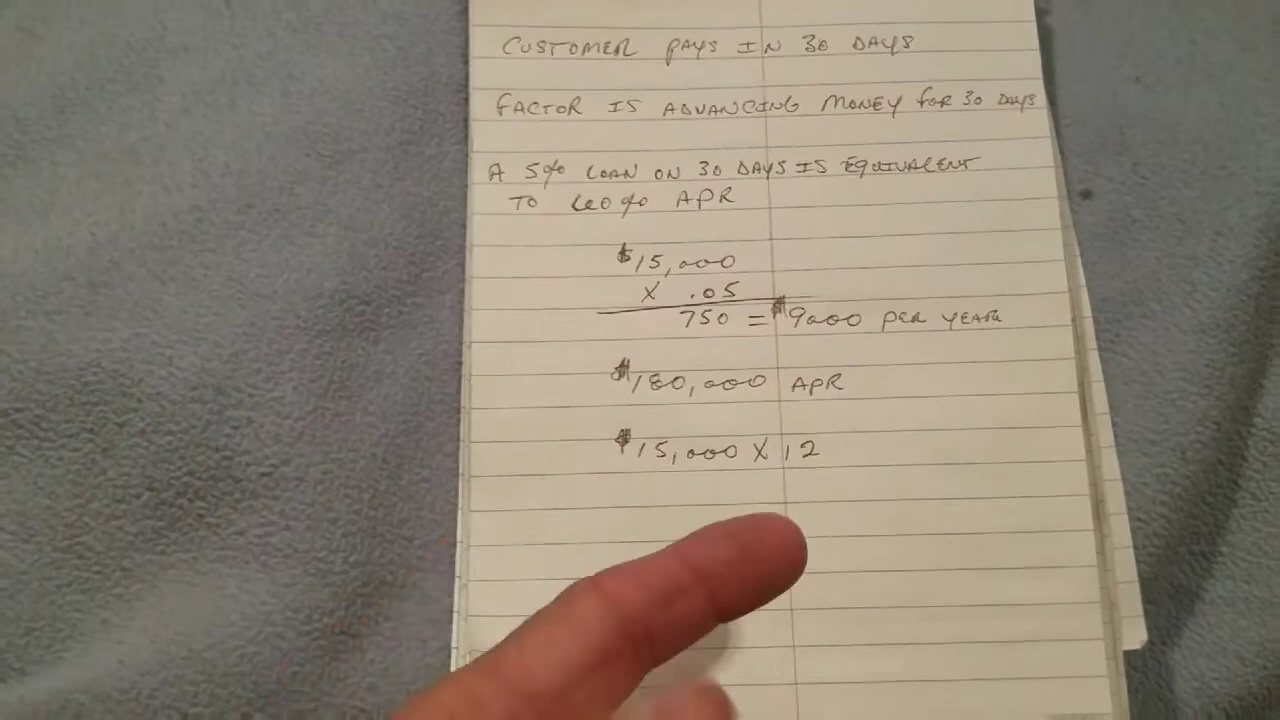 CUSTOMER PAYS IN 30 DAYS
FACTOR IS ADVANCING MONEY FOR 30 DAYS
A 5% LOAN ON 30 DAYS IS EQUIVALENT
TO 60% APR
$15,000
X .05
750 = $9000 PER YEAR
$180,000 APR
$15,000 X 12